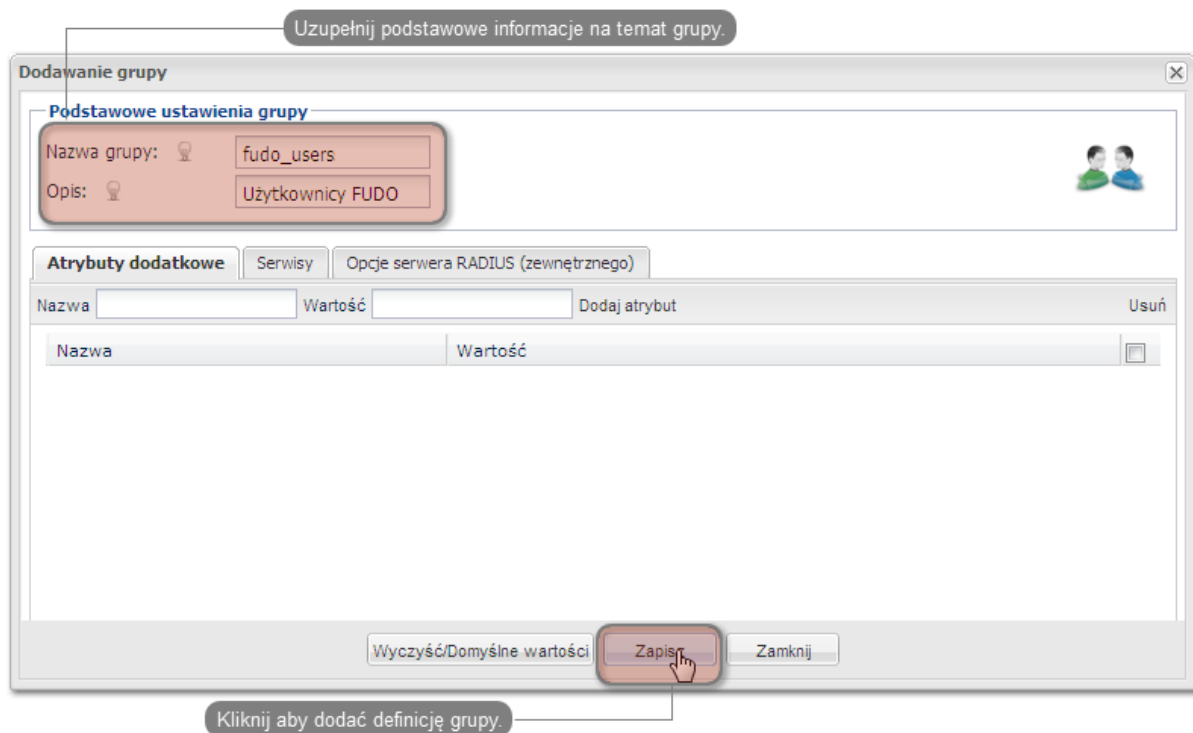 Uzupełnij podstawowe informacje na temat grupy.
Dodawanie grupy
Podstawowe ustawienia grupy
Nazwa grupy: fudo_users
Opis: Użytkownicy FUDO
Atrybuty dodatkowe Serwisy Opcje serwera RADIUS (zewnętrznego)
Nazwa Wartość Dodaj atrybut Usuń
Nazwa Wartość
Wyczyść/Domyślne wartości Zapisz Zamknij
Kliknij aby dodać definicję grupy.